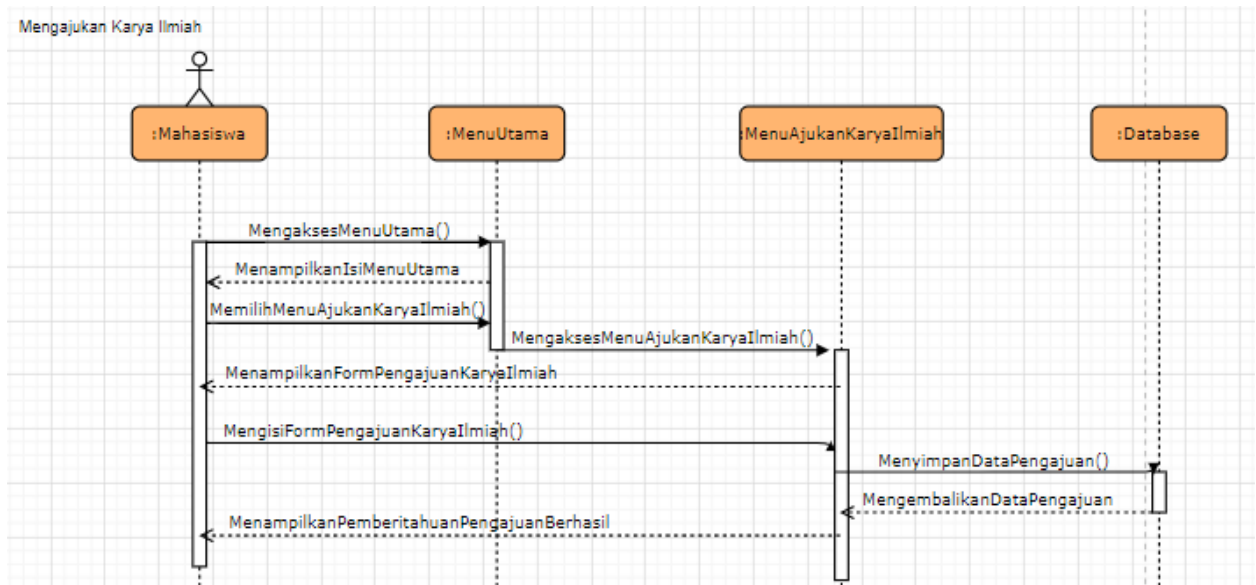 Mengajukan Karya Ilmiah
:Mahasiswa
:MenuUtama
:MenuAjukanKaryaIlmiah
:Database
MengaksesMenuUtama()
MenampilkanIsiMenuUtama
MemilihMenuAjukanKaryaIlmiah()
MengaksesMenuAjukanKaryaIlmiah()
MenampilkanFormPengajuanKaryaIlmiah
MengisiFormPengajuanKaryaIlmiah()
MenyimpanDataPengajuan()
MengembalikanDataPengajuan
MenampilkanPemberitahuanPengajuanBerhasil